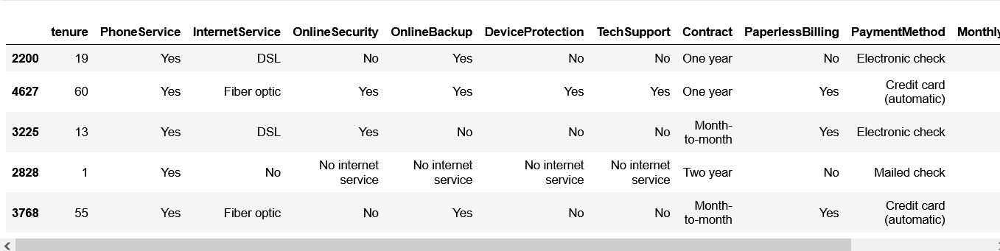 tenure PhoneService InternetService OnlineSecurity OnlineBackup DeviceProtection TechSupport Contract PaperlessBilling PaymentMethod Monthly
2200 19 Yes DSL No Yes No No One year No Electronic check
4627 60 Yes Fiber optic Yes Yes Yes Yes One year Yes Credit card
(automatic)
3225 13 Yes DSL Yes No No No Month-
to-month Yes Electronic check
2828 1 Yes No No internet
service No internet
service No internet
service No internet
service Two year No Mailed check
3768 55 Yes Fiber optic No Yes No No Month-
to-month Yes Credit card
(automatic)